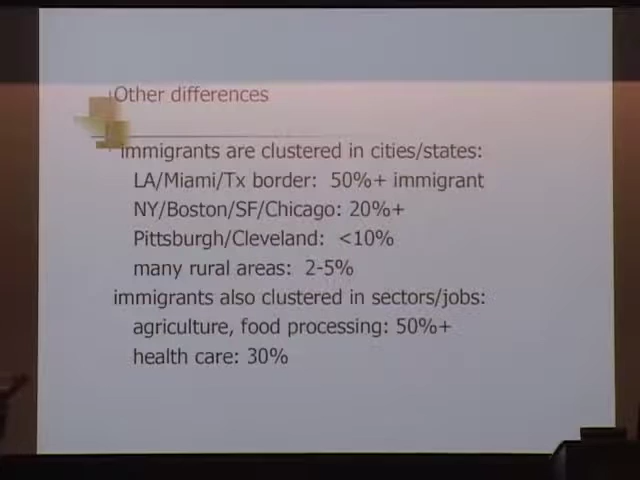 Other differences
immigrants are clustered in cities/states:
LA/Miami/Tx border: 50%+ immigrant
NY/Boston/SF/Chicago: 20%+
Pittsburgh/Cleveland: <10%
many rural areas: 2-5%
immigrants also clustered in sectors/jobs:
agriculture, food processing: 50%+
health care: 30%